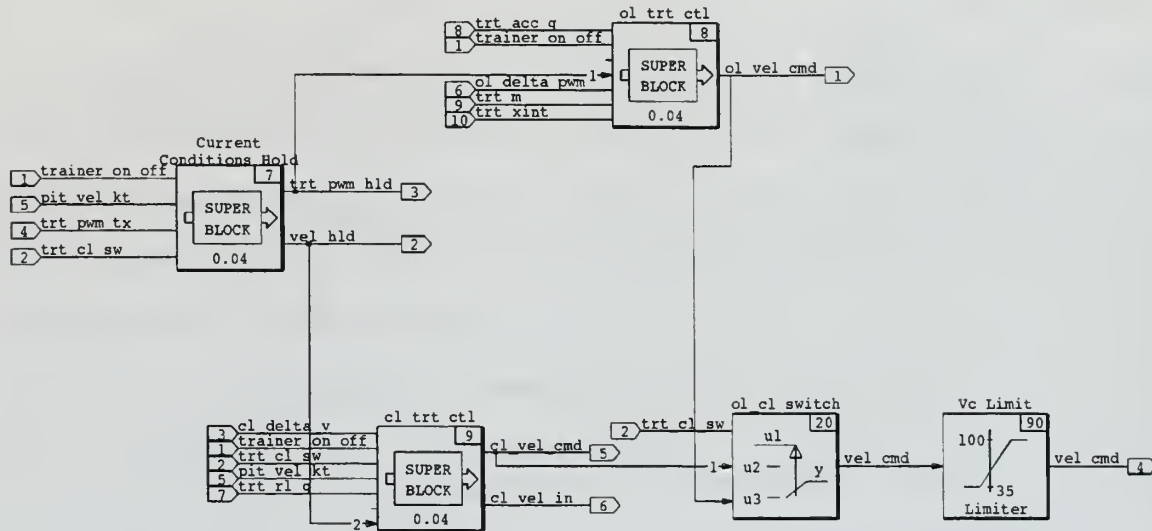 ol trt ctl
8 trt acc q 8
1 trainer on off
SUPER
BLOCK
ol vel cmd 1
1
6 ol delta pwm
9 trt m
10 trt xint
0.04
Current
Conditions Hold
1 trainer on off 7
trt pwm hld 3
5 pit vel kt
SUPER
BLOCK
4 trt pwm tx
vel hld 2
2 trt cl sw
0.04
cl trt ctl
3 cl delta v 9
1 trainer on off
cl vel cmd 5
2 trt cl sw
5 pit vel kt
SUPER
BLOCK
7 trt rl q
cl vel in 6
2
0.04
ol cl switch
2 trt cl sw 20
u1
1 u2
y
u3
vel cmd
Vc Limit
90
100
35
Limiter
vel cmd 4